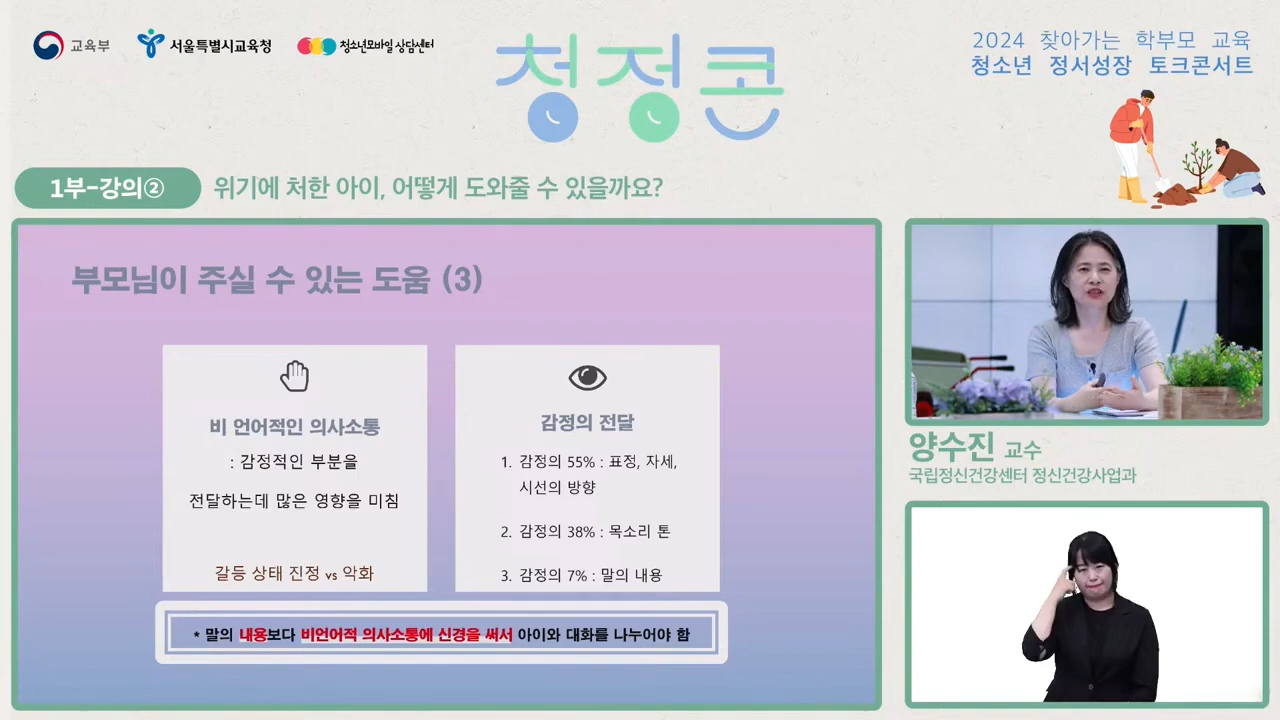 교육부
서울특별시교육청
청소년모바일 상담센터
청정콘
2024 찾아가는 학부모 교육
청소년 정서성장 토크콘서트
1부-강의②
위기에 처한 아이, 어떻게 도와줄 수 있을까요?
부모님이 주실 수 있는 도움 (3)
비 언어적인 의사소통
: 감정적인 부분을
전달하는데 많은 영향을 미침
갈등 상태 진정 vs 악화
감정의 전달
1. 감정의 55% : 표정, 자세,
시선의 방향
2. 감정의 38% : 목소리 톤
3. 감정의 7% : 말의 내용
* 말의 내용보다 비언어적 의사소통에 신경을 써서 아이와 대화를 나누어야 함
양수진 교수
국립정신건강센터 정신건강사업과